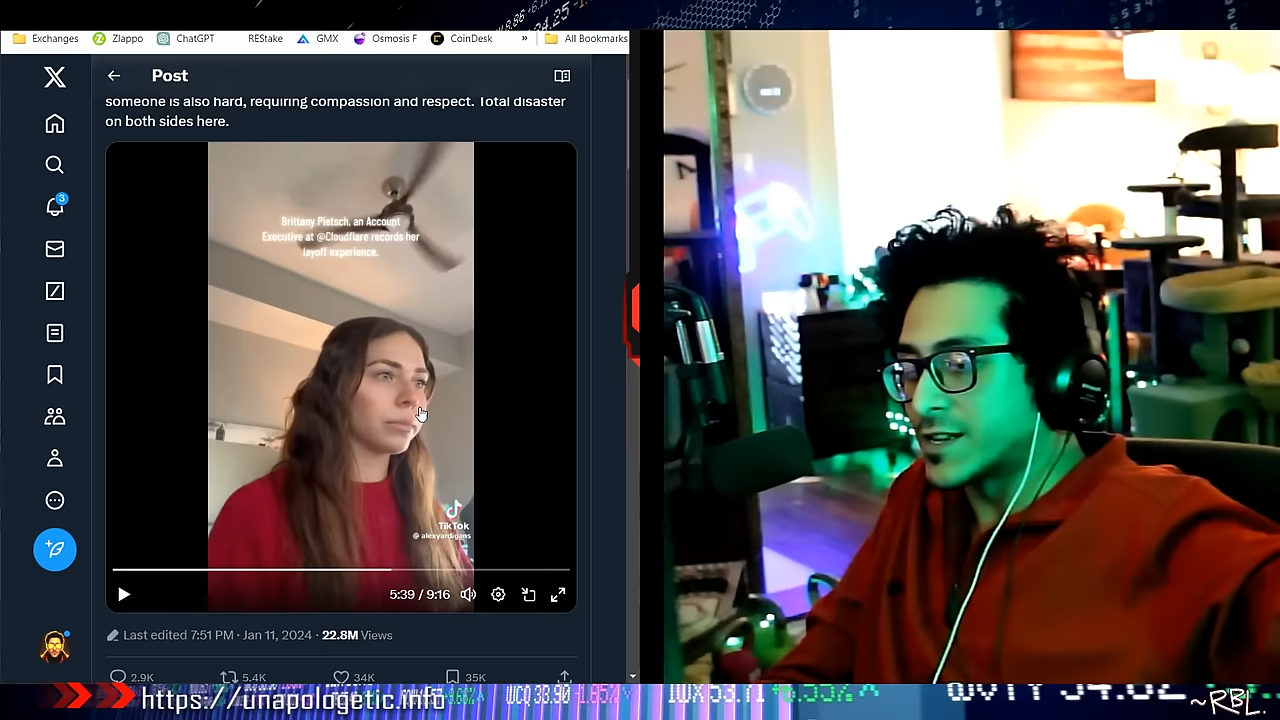 Exchanges Zlappo ChatGPT REStake GMX Osmosis F CoinDesk » All Bookmarks
Post
someone is also hard, requiring compassion and respect. Total disaster
on both sides here.
Brittany Pietsch, an Account
Executive at @Cloudflare records her
layoff experience.
TikTok
@ alexyardigans
5:39 / 9:16
3
Last edited 7:51 PM · Jan 11, 2024 · 22.8M Views
2.9K 5.4K 34K 35K
https://unapologetic.info
~RBL.